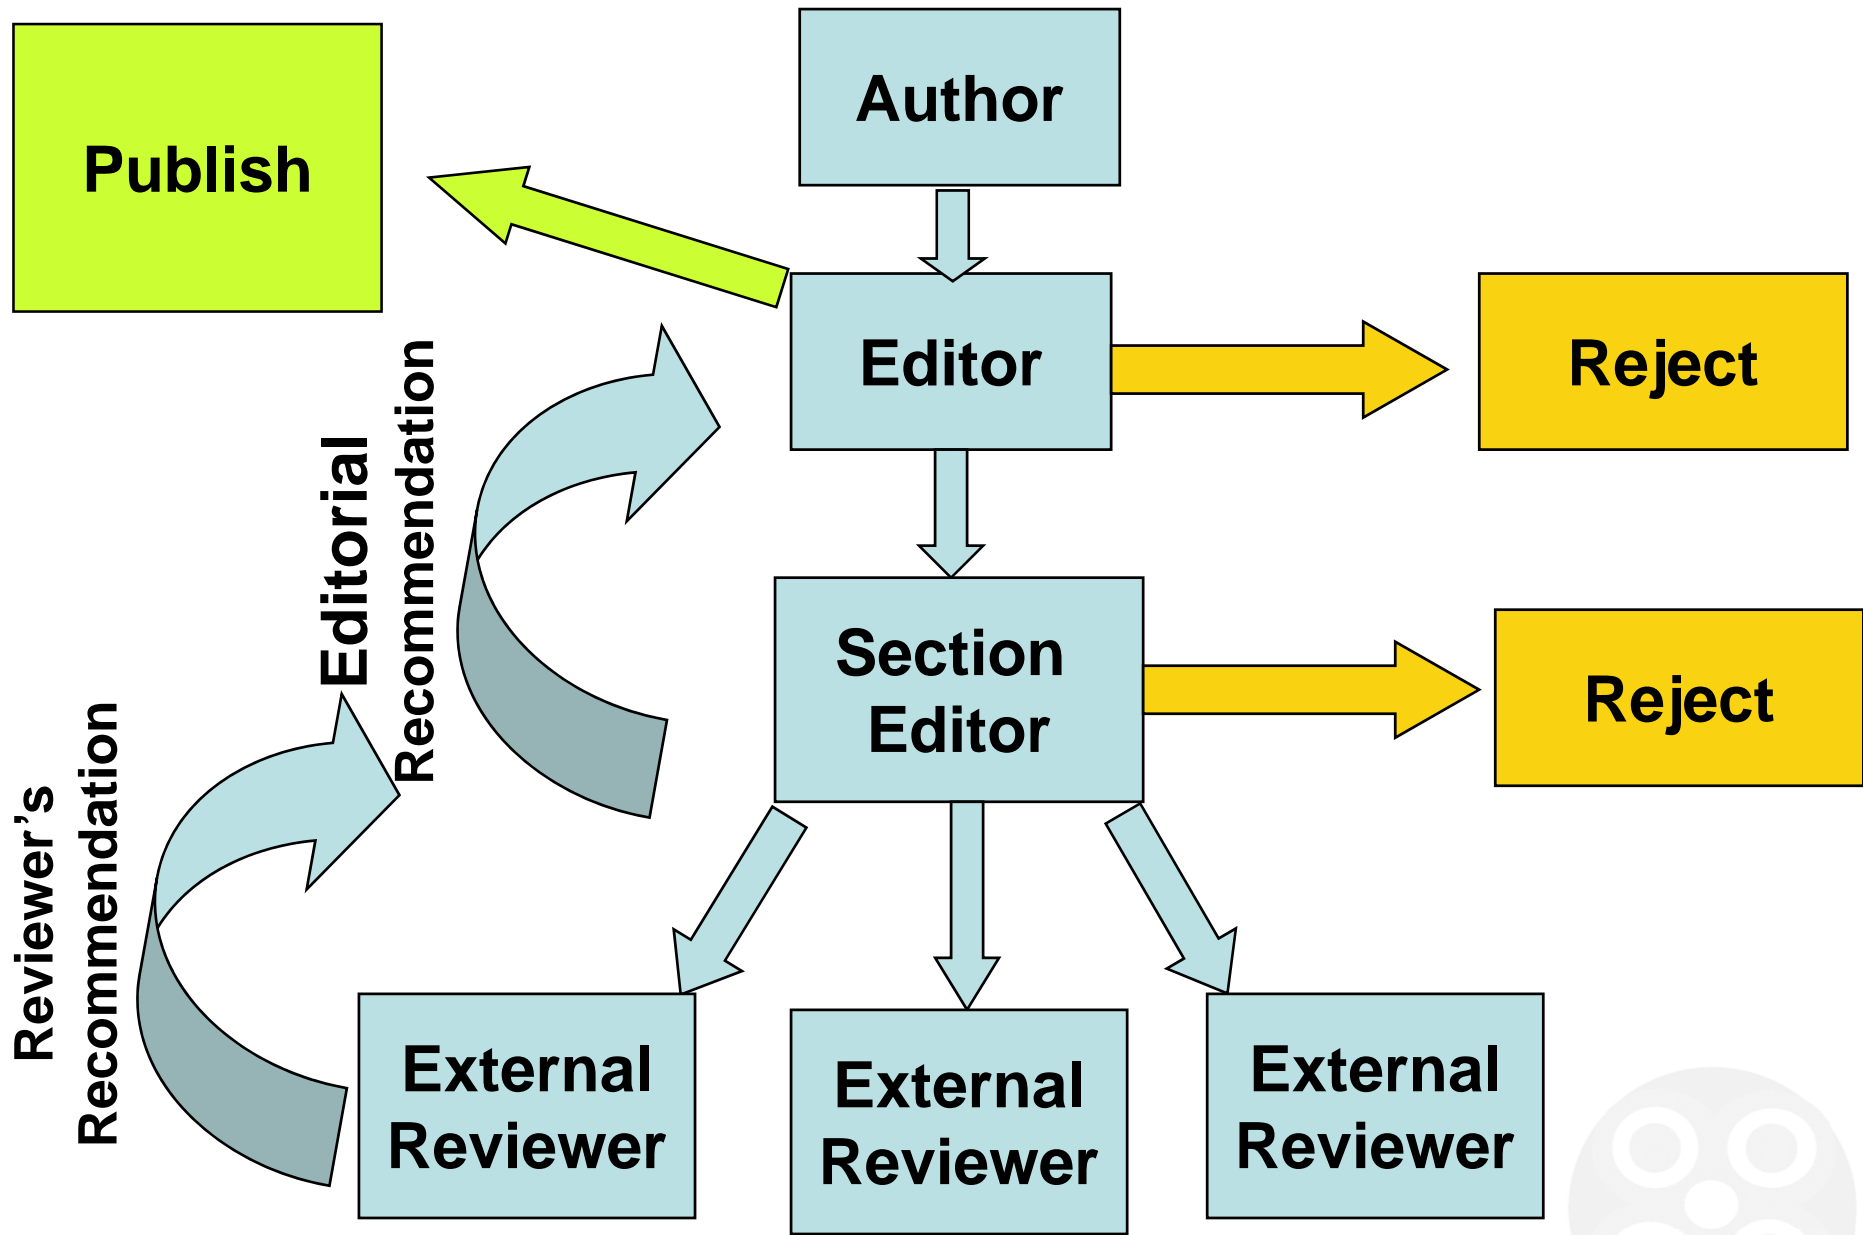 Publish
Author
Editor
Reject
Editorial
Recommendation
Section
Editor
Reject
Reviewer’s
Recommendation
External
Reviewer
External
Reviewer
External
Reviewer